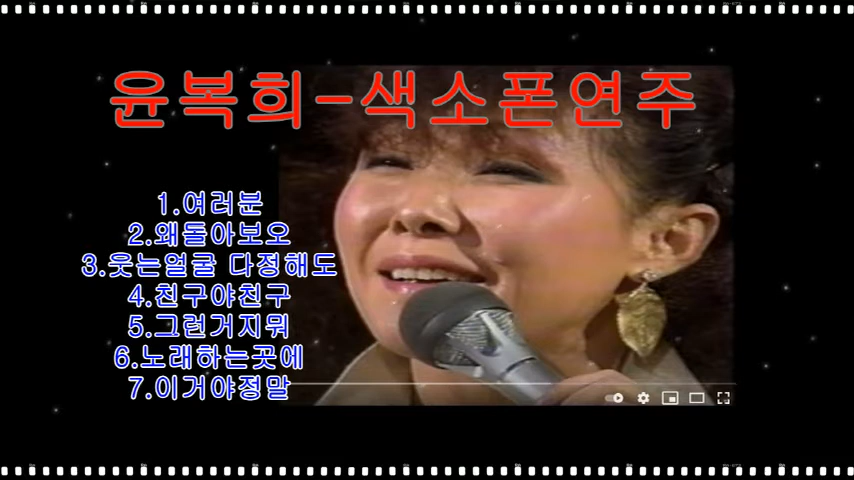 윤복희-색소폰연주
1.여러분
2.왜돌아보오
3.웃는얼굴 다정해도
4.친구야친구
5.그런거지뭐
6.노래하는곳에
7.이거야정말